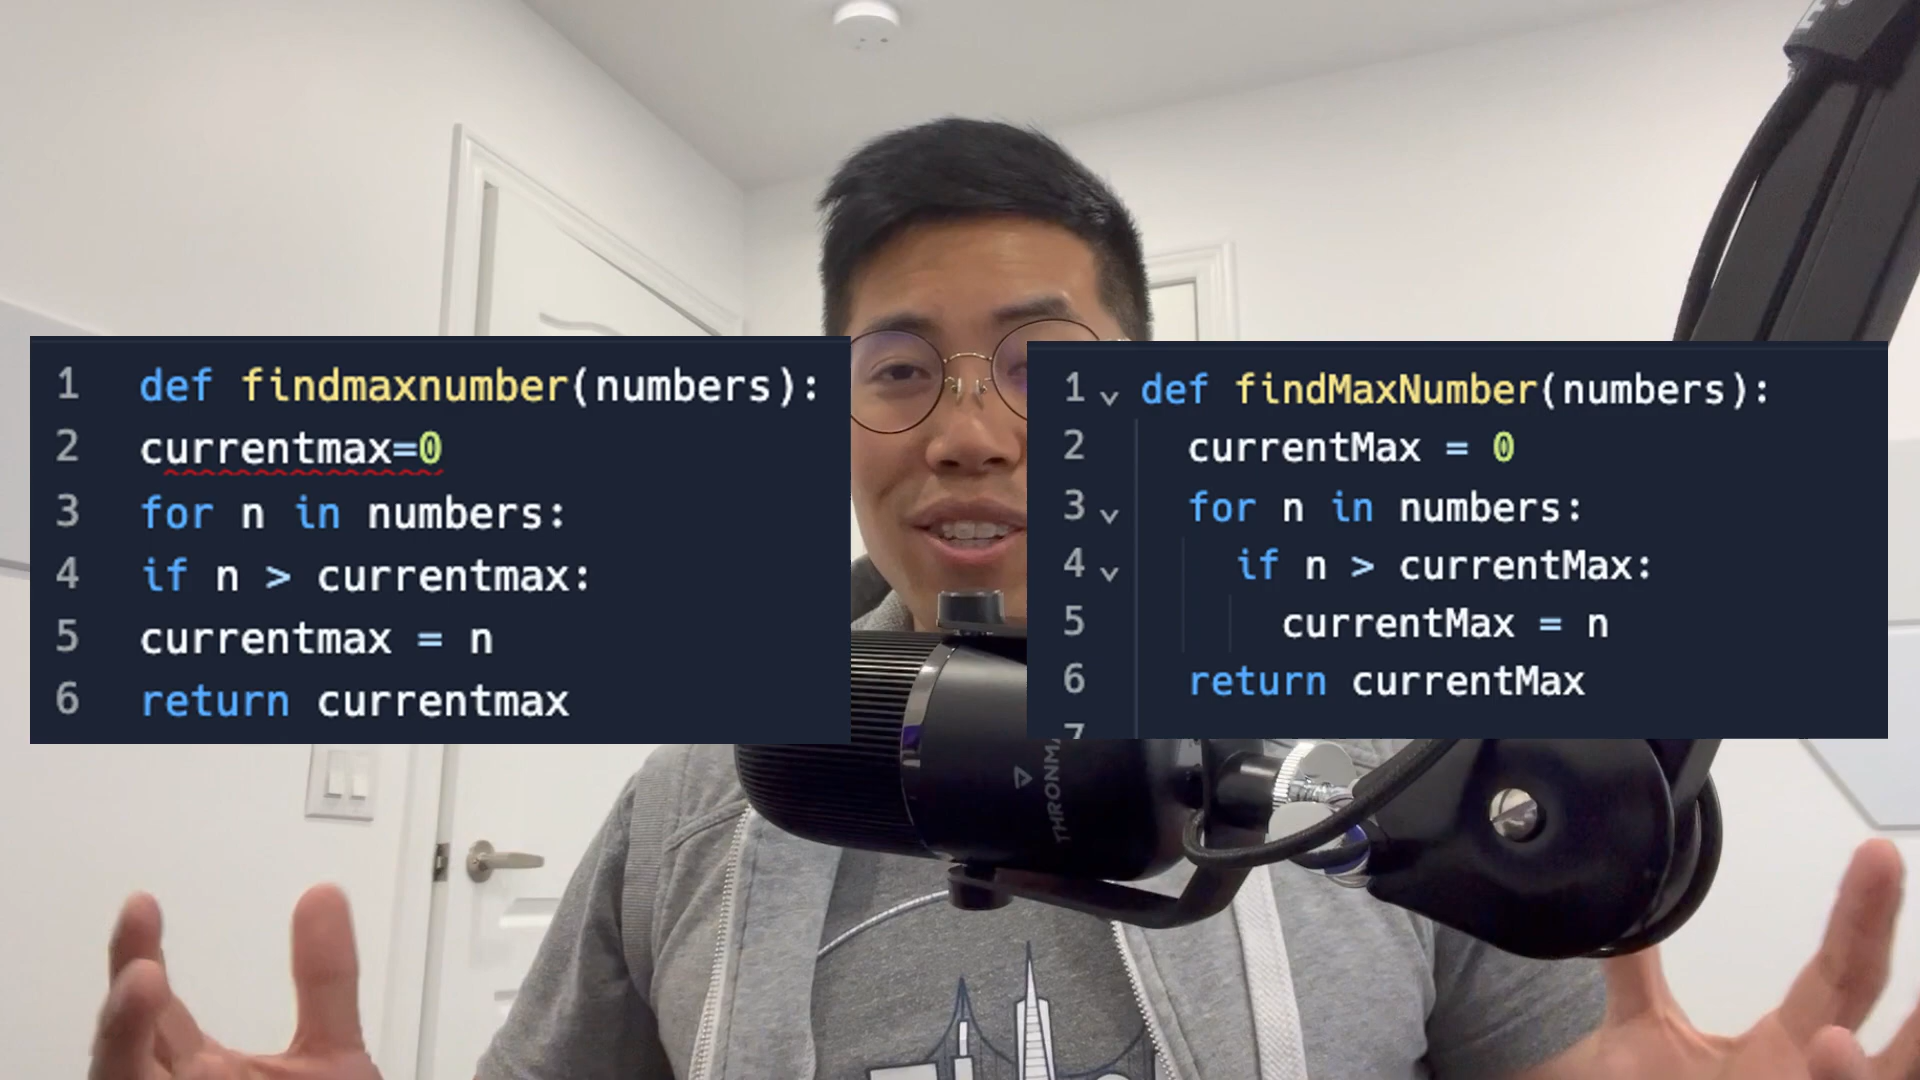 1 def findmaxnumber(numbers):
2 currentmax=0
3 for n in numbers:
4 if n > currentmax:
5 currentmax = n
6 return currentmax
1 def findMaxNumber(numbers):
2 currentMax = 0
3 for n in numbers:
4 if n > currentMax:
5 currentMax = n
6 return currentMax
7